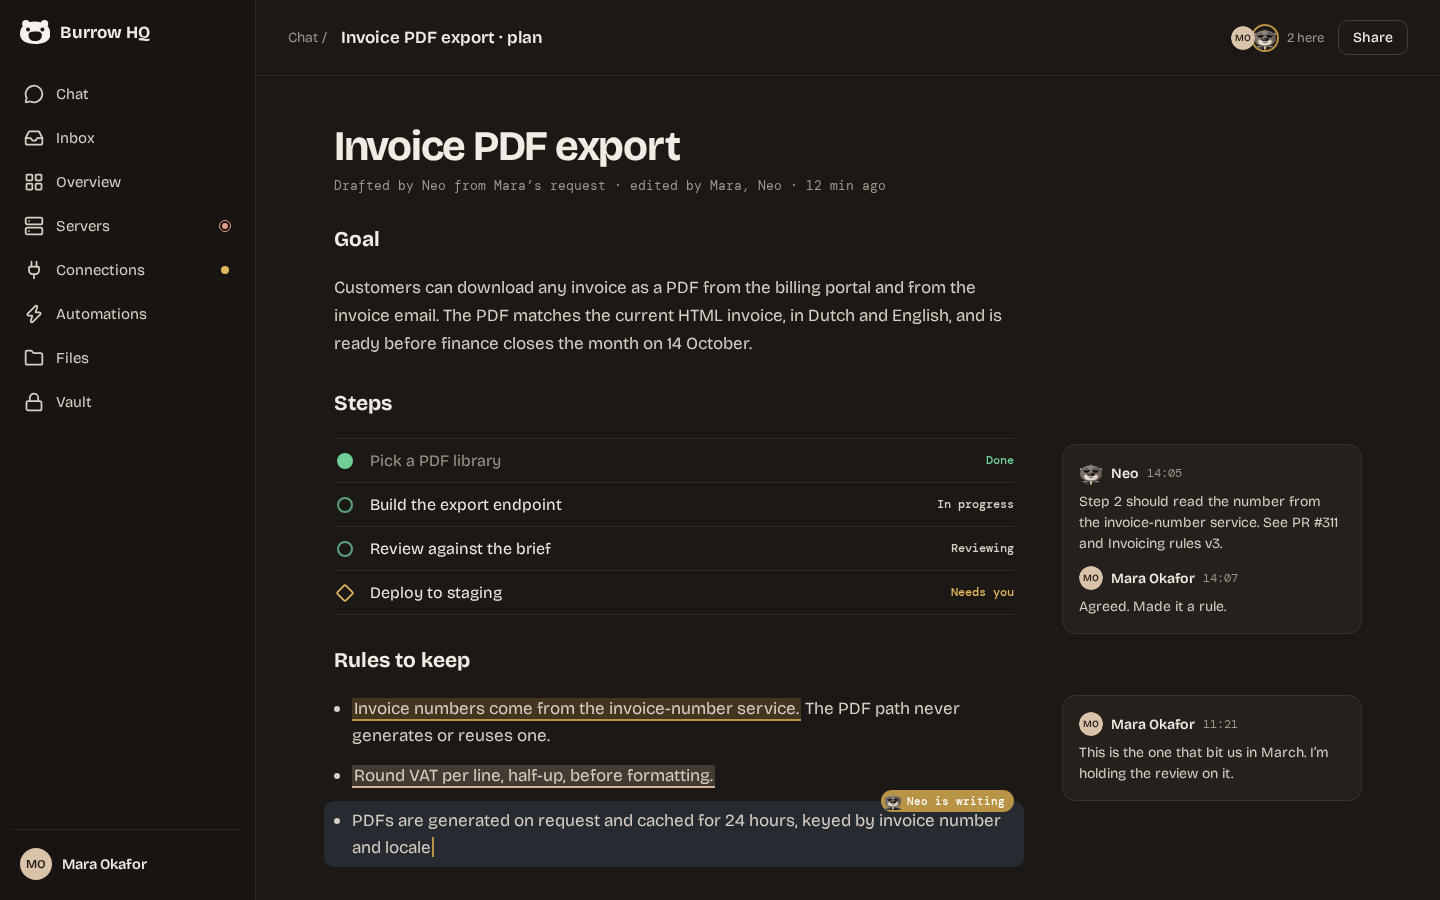 Burrow HQ
Chat
Inbox
Overview
Servers
Connections
Automations
Files
Vault
MO Mara Okafor
Chat / Invoice PDF export · plan
MO 2 here Share
Invoice PDF export
Drafted by Neo from Mara’s request · edited by Mara, Neo · 12 min ago
Goal
Customers can download any invoice as a PDF from the billing portal and from the
invoice email. The PDF matches the current HTML invoice, in Dutch and English, and is
ready before finance closes the month on 14 October.
Steps
Pick a PDF library Done
Build the export endpoint In progress
Review against the brief Reviewing
Deploy to staging Needs you
Rules to keep
Invoice numbers come from the invoice-number service. The PDF path never
generates or reuses one.
Round VAT per line, half-up, before formatting.
Neo is writing
PDFs are generated on request and cached for 24 hours, keyed by invoice number
and locale
Neo 14:05
Step 2 should read the number from
the invoice-number service. See PR #311
and Invoicing rules v3.
MO Mara Okafor 14:07
Agreed. Made it a rule.
MO Mara Okafor 11:21
This is the one that bit us in March. I’m
holding the review on it.